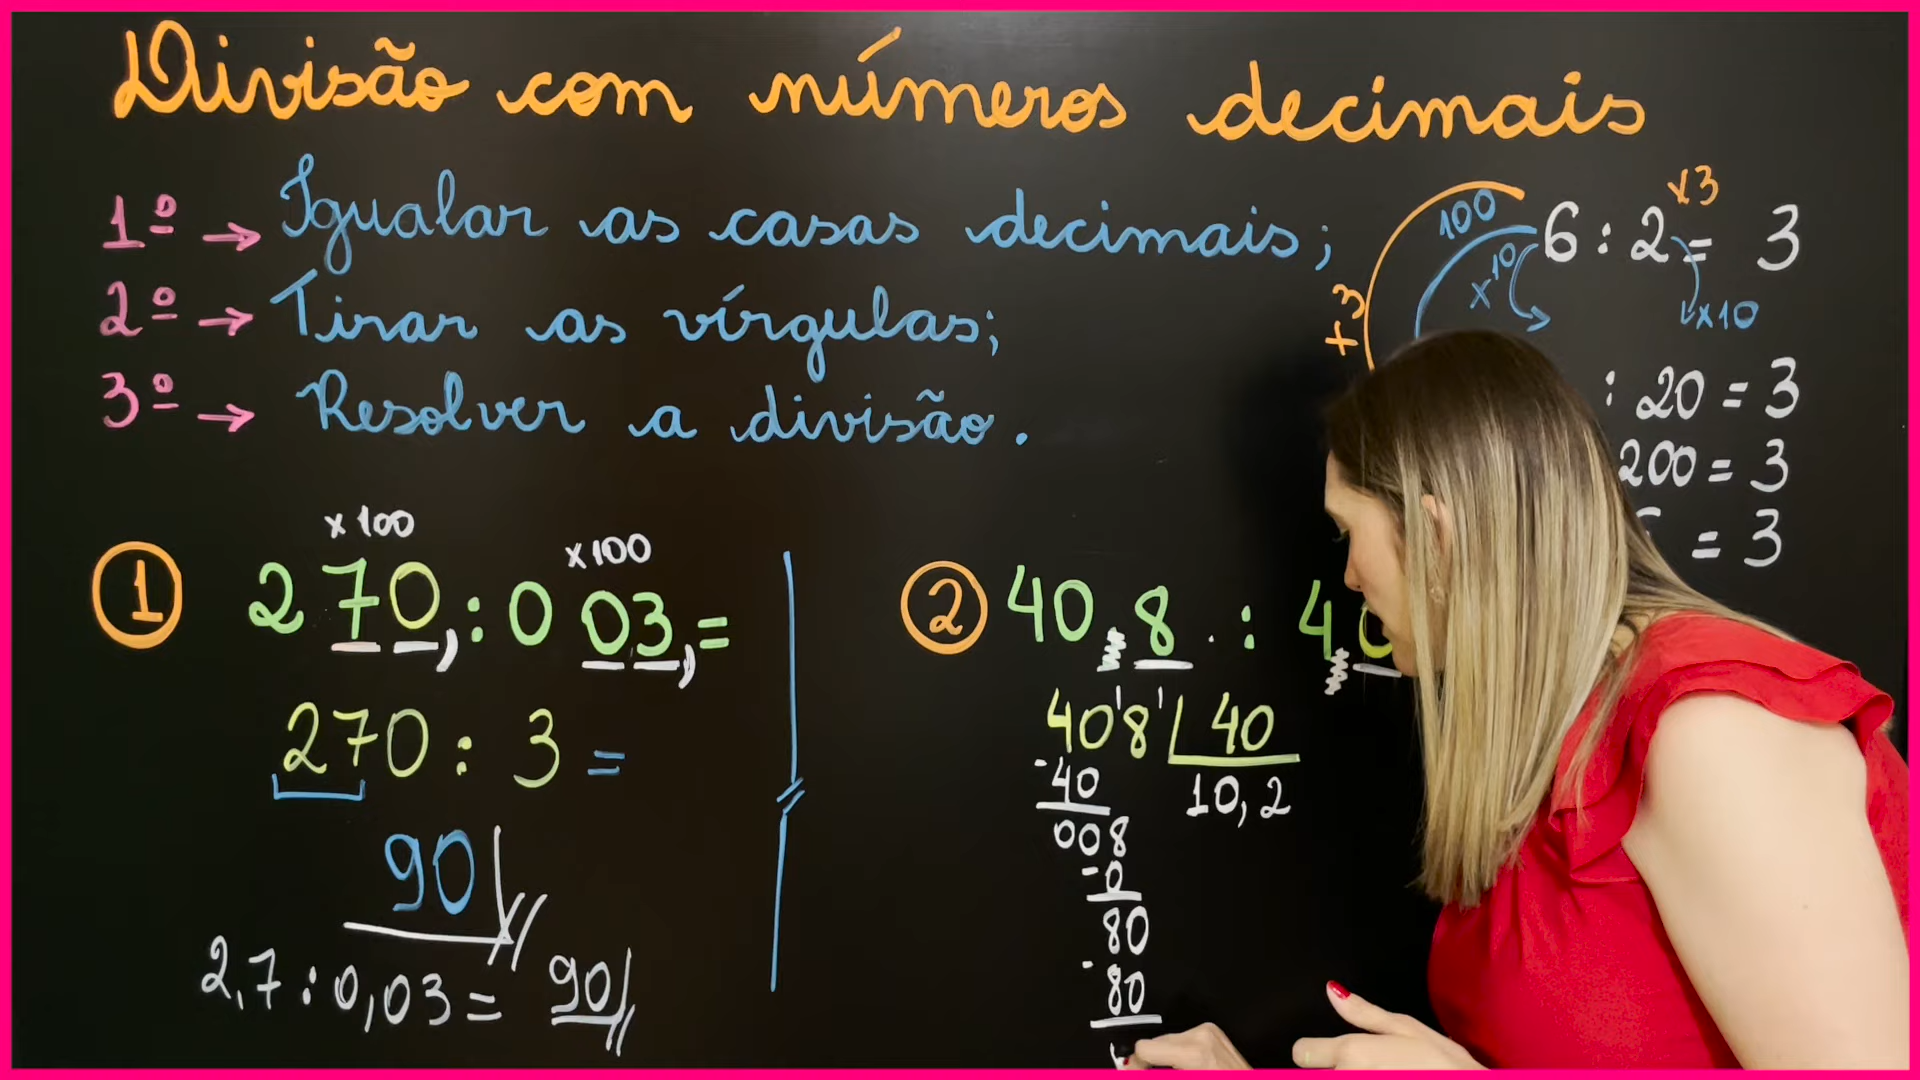 Divisão com números decimais
1º → Igualar as casas decimais;
2º → Tirar as vírgulas;
3º → Resolver a divisão.
x3
100
6 : 2 = 3
x10
x10
x3
: 20 = 3
200 = 3
= 3
x100
x100
1 270, : 0 03, =
270 : 3 =
90
2,7 : 0,03 = 90
2 40,8 : 4,0
408 40
-40 10,2
008
-0
80
-80